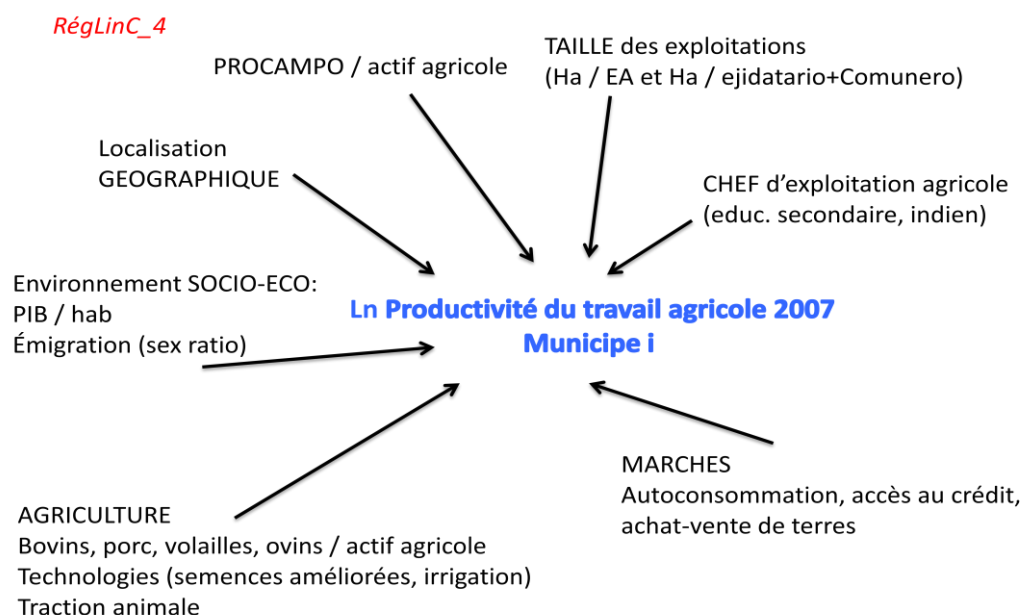 RégLinC_4
PROCAMPO / actif agricole
TAILLE des exploitations
(Ha / EA et Ha / ejidatario+Comunero)
Localisation
GEOGRAPHIQUE
CHEF d’exploitation agricole
(educ. secondaire, indien)
Environnement SOCIO-ECO:
PIB / hab
Émigration (sex ratio)
Ln Productivité du travail agricole 2007
Municipe i
MARCHES
Autoconsommation, accès au crédit,
achat-vente de terres
AGRICULTURE
Bovins, porc, volailles, ovins / actif agricole
Technologies (semences améliorées, irrigation)
Traction animale